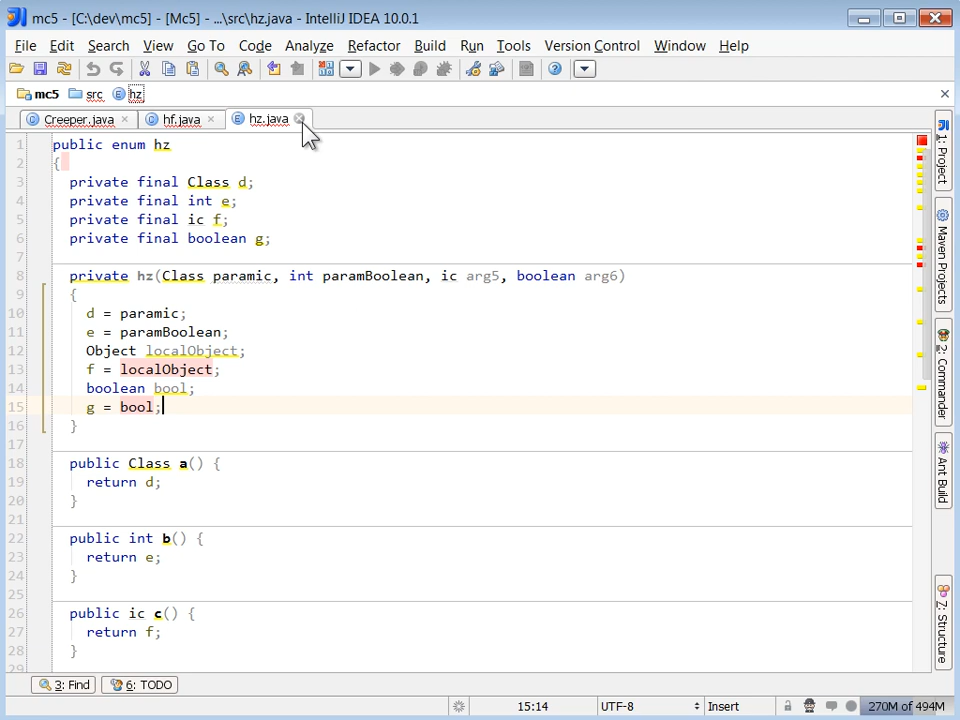 mc5 - [C:\dev\mc5] - [Mc5] - ...\src\hz.java - IntelliJ IDEA 10.0.1
File Edit Search View Go To Code Analyze Refactor Build Run Tools Version Control Window Help
mc5 src hz
Creeper.java hf.java hz.java
1 public enum hz
2 {
3 private final Class d;
4 private final int e;
5 private final ic f;
6 private final boolean g;
7
8 private hz(Class paramic, int paramBoolean, ic arg5, boolean arg6)
9 {
10 d = paramic;
11 e = paramBoolean;
12 Object localObject;
13 f = localObject;
14 boolean bool;
15 g = bool;
16 }
17
18 public Class a() {
19 return d;
20 }
21
22 public int b() {
23 return e;
24 }
25
26 public ic c() {
27 return f;
28 }
29
1: Project
Maven Projects
2: Commander
Ant Build
7: Structure
3: Find 6: TODO
15:14 UTF-8 Insert 270M of 494M